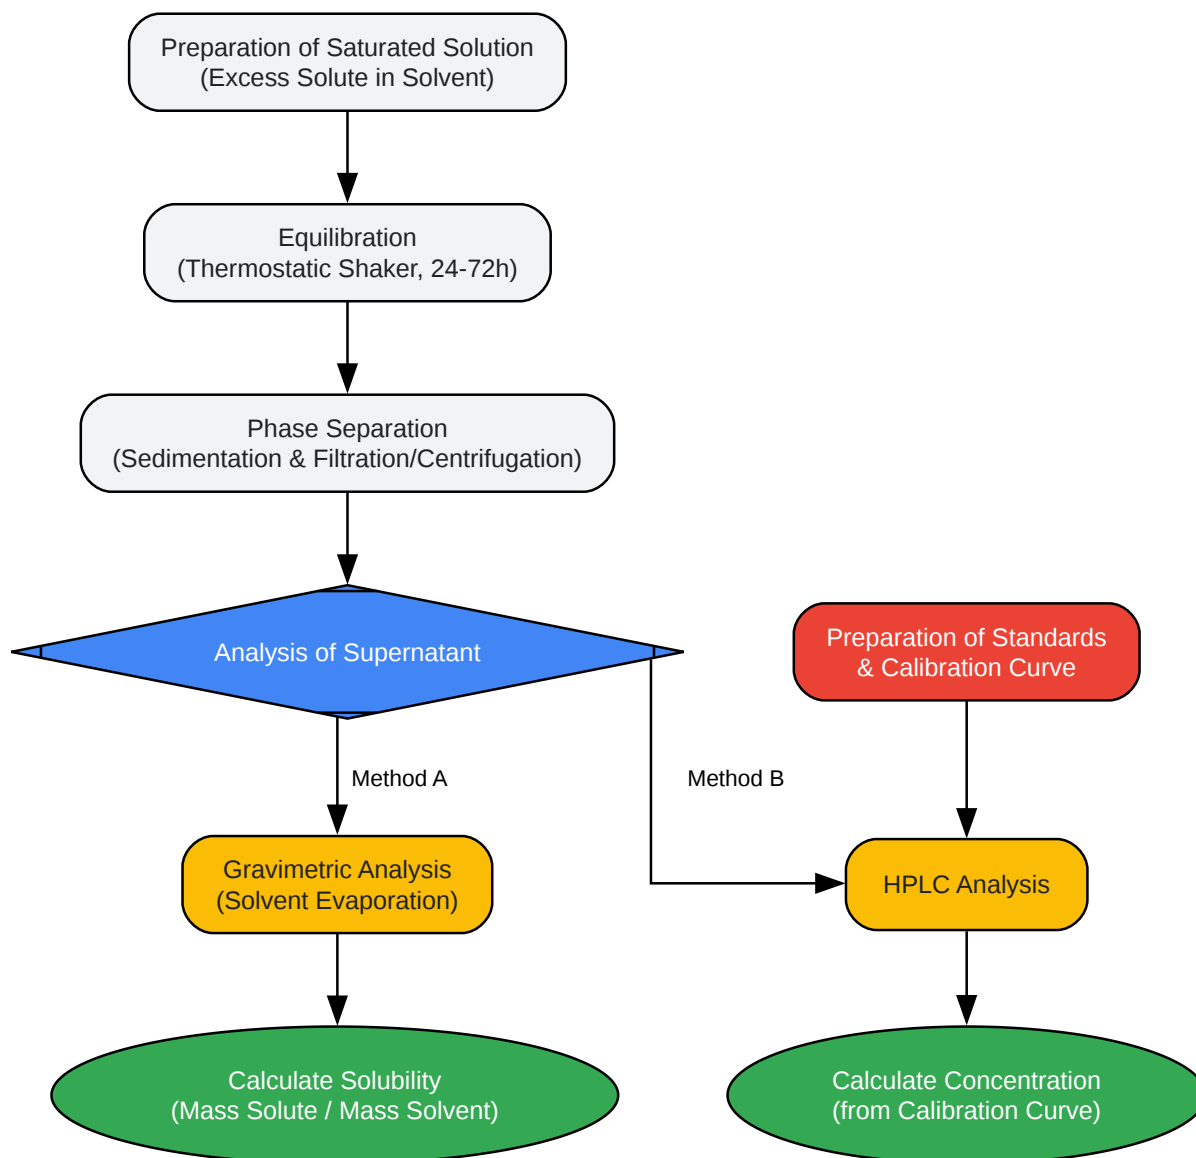 Preparation of Saturated Solution
(Excess Solute in Solvent)
Equilibration
(Thermostatic Shaker, 24-72h)
Phase Separation
(Sedimentation & Filtration/Centrifugation)
Analysis of Supernatant
Preparation of Standards
& Calibration Curve
Method A
Method B
Gravimetric Analysis
(Solvent Evaporation)
HPLC Analysis
Calculate Solubility
(Mass Solute / Mass Solvent)
Calculate Concentration
(from Calibration Curve)